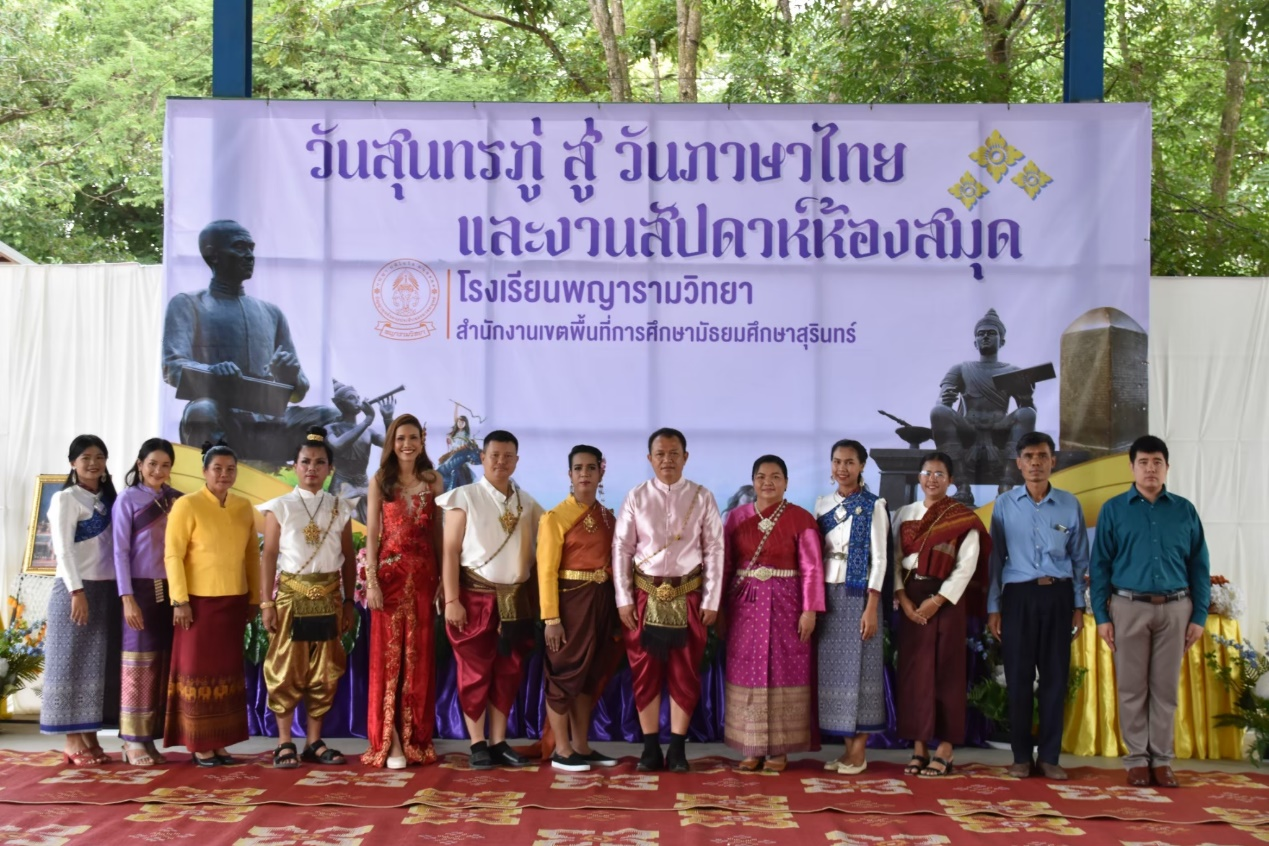 วันสุนทรภู่ สู่ วันภาษาไทย
และงานสัปดาห์ห้องสมุด
โรงเรียนพญารามวิทยา
สำนักงานเขตพื้นที่การศึกษามัธยมศึกษาสุรินทร์